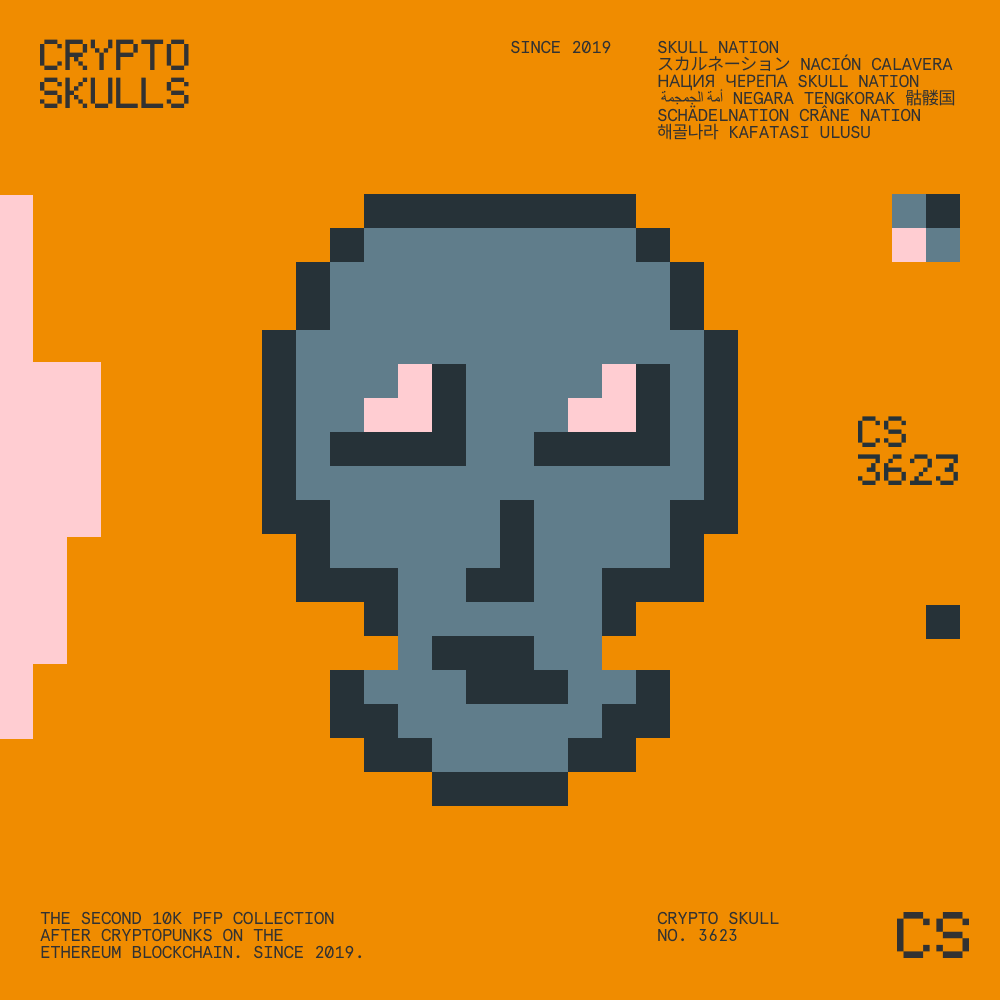 CRYPTO
SKULLS
SINCE 2019
SKULL NATION
スカルネーション NACIÓN CALAVERA
НАЦИЯ ЧЕРЕПА SKULL NATION
أمة الجمجمة NEGARA TENGKORAK 骷髅国
SCHÄDELNATION CRÂNE NATION
해골나라 KAFATASI ULUSU
CS
3623
THE SECOND 10K PFP COLLECTION
AFTER CRYPTOPUNKS ON THE
ETHEREUM BLOCKCHAIN. SINCE 2019.
CRYPTO SKULL
NO. 3623
CS